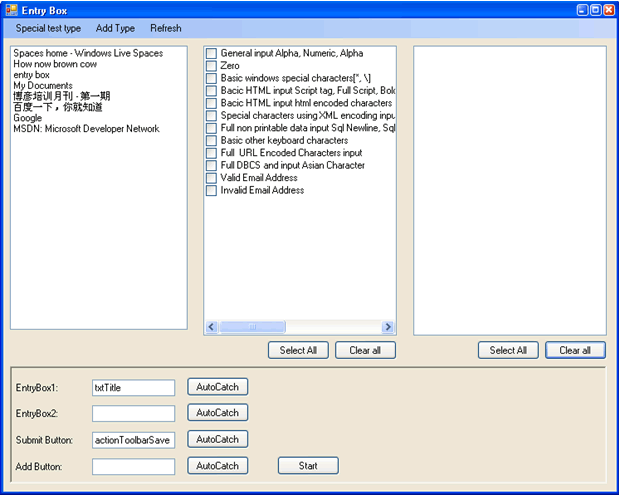 Entry Box
Special test type Add Type Refresh
Spaces home - Windows Live Spaces
How now brown cow
entry box
My Documents
博彦培训月刊 - 第一期
百度一下，你就知道
Google
MSDN: Microsoft Developer Network
General input Alpha, Numeric, Alpha
Zero
Basic windows special characters[", \]
Bacic HTML input Script tag, Full Script, Bold
Bacic HTML input html encoded characters
Special characters using XML encoding inpu
Full non printable data input Sql Newline, Sql
Basic other keyboard characters
Full URL Encoded Characters input
Full DBCS and input Asian Character
Valid Email Address
Invalid Email Address
Select All Clear all Select All Clear all
EntryBox1: txtTitle AutoCatch
EntryBox2: AutoCatch
Submit Button: actionToolbarSave AutoCatch
Add Button: AutoCatch Start